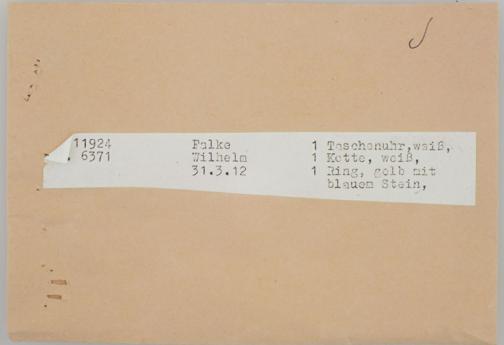 11924 Falke 1 Taschenuhr,weiß,
6371 Wilhelm 1 Kette, weiß,
31.3.12 1 Ring, gelb mit
blauem Stein,